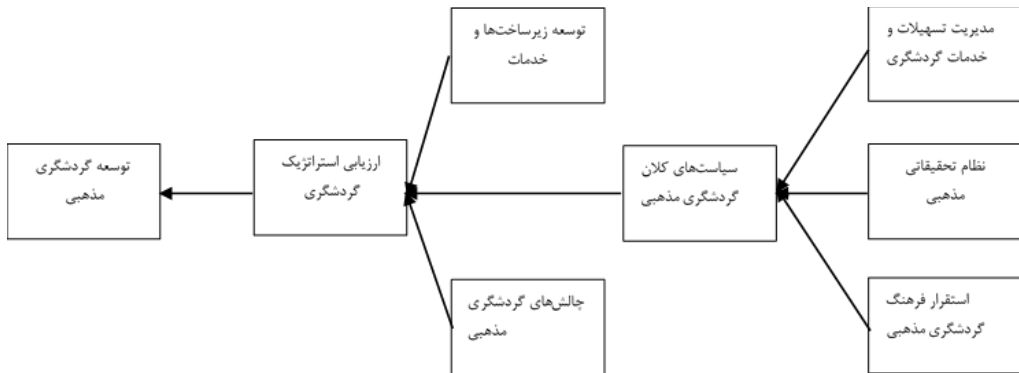 مدیریت تسهیلات و
خدمات گردشگری
نظام تحقیقاتی
مذهبی
استقرار فرهنگ
گردشگری مذهبی
سیاست‌های کلان
گردشگری مذهبی
توسعه زیرساخت‌ها و
خدمات
چالش‌های گردشگری
مذهبی
ارزیابی استراتژیک
گردشگری
توسعه گردشگری
مذهبی